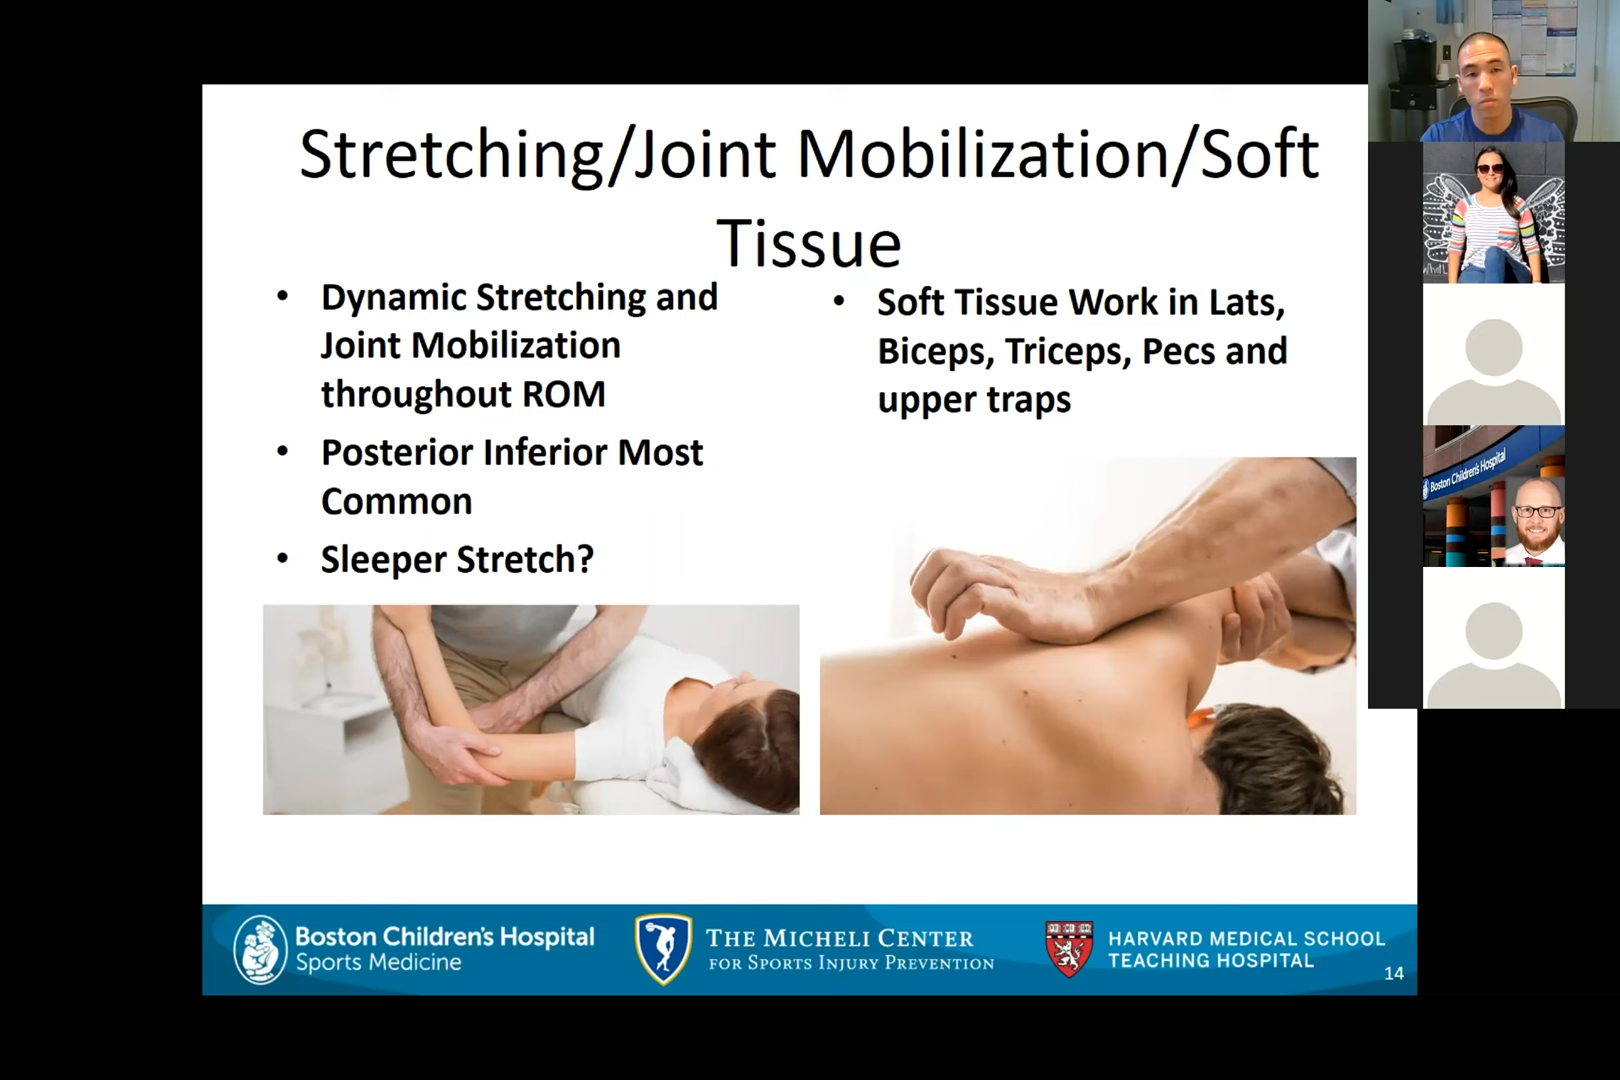 Stretching/Joint Mobilization/Soft
Tissue
• Dynamic Stretching and
Joint Mobilization
throughout ROM
• Posterior Inferior Most
Common
• Sleeper Stretch?
• Soft Tissue Work in Lats,
Biceps, Triceps, Pecs and
upper traps
Boston Children's Hospital
Boston Children's Hospital
Sports Medicine
THE MICHELI CENTER
FOR SPORTS INJURY PREVENTION
HARVARD MEDICAL SCHOOL
TEACHING HOSPITAL
14